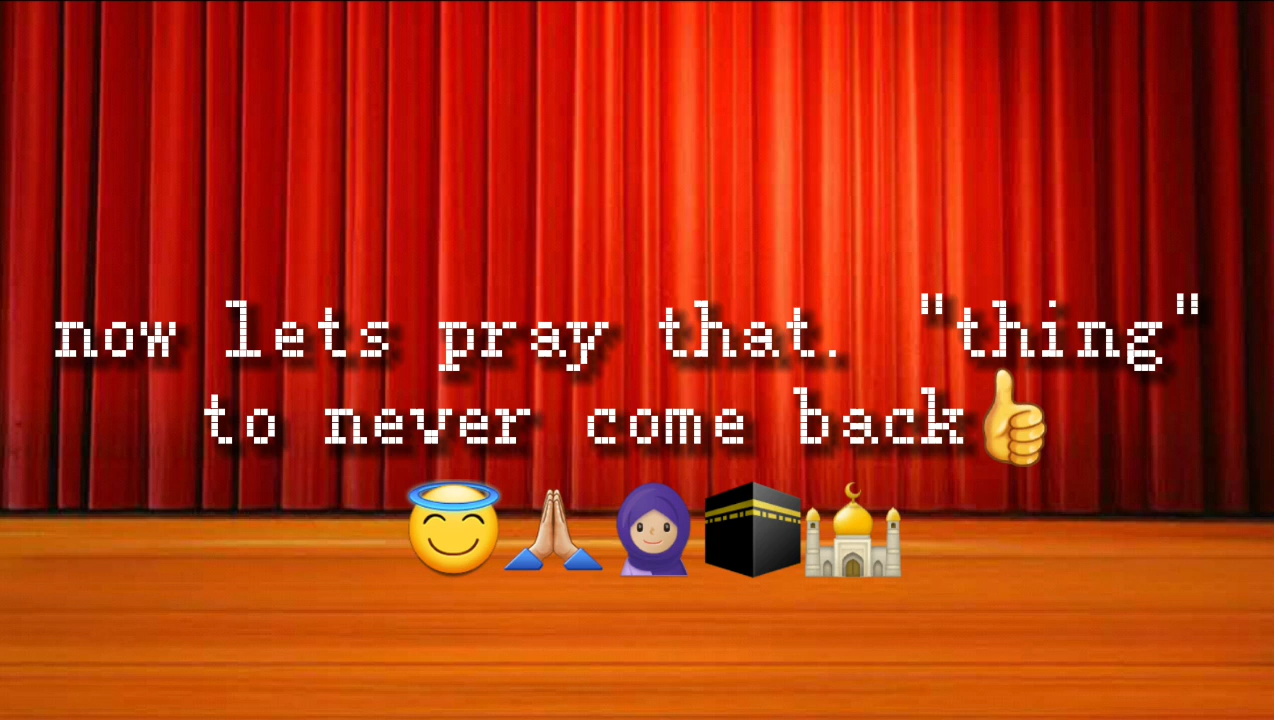 now lets pray that. "thing"
to never come back👍
😇🙏🏼🧕🏼🕋🕌